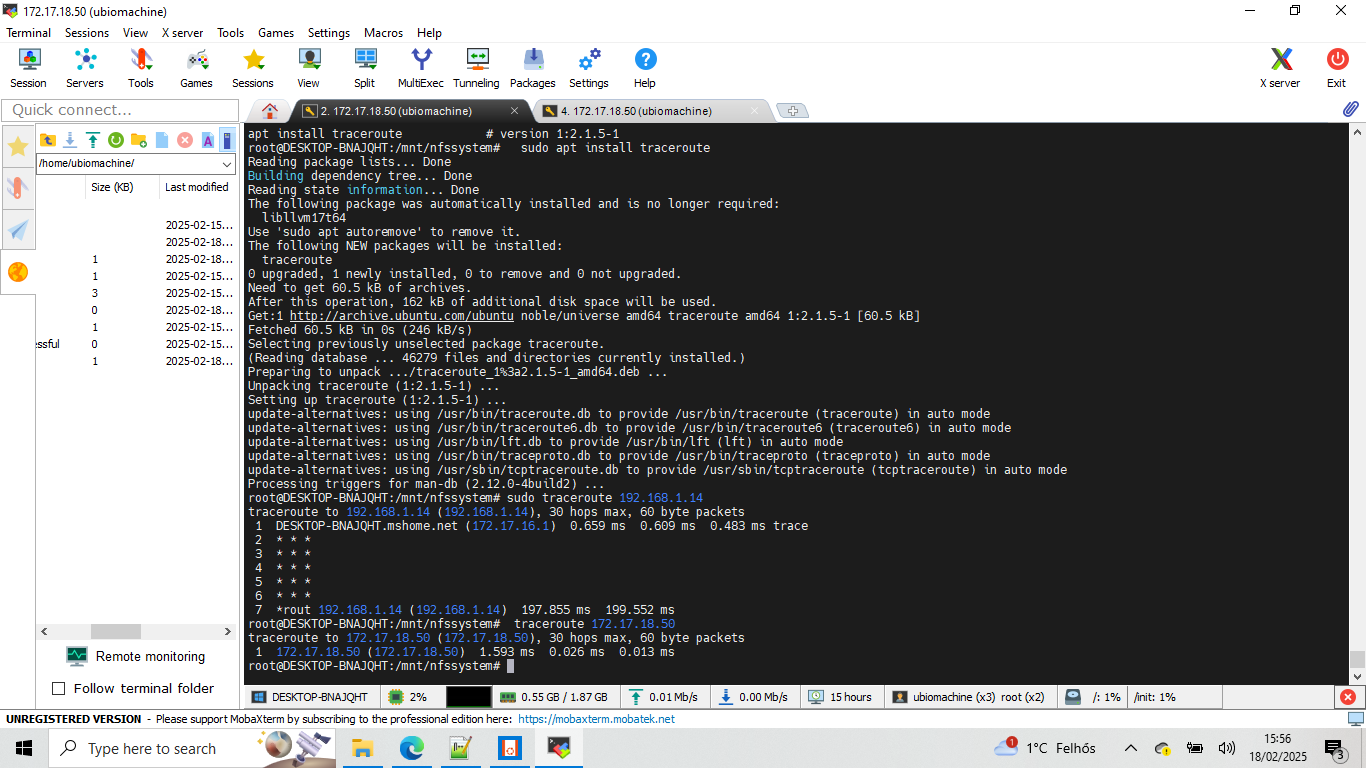 172.17.18.50 (ubiomachine)
Terminal Sessions View X server Tools Games Settings Macros Help
Session Servers Tools Games Sessions View Split MultiExec Tunneling Packages Settings Help X server Exit
Quick connect...
2. 172.17.18.50 (ubiomachine)
4. 172.17.18.50 (ubiomachine)
/home/ubiomachine/
Size (KB) Last modified
2025-02-15...
2025-02-18...
1 2025-02-18...
1 2025-02-15...
3 2025-02-15...
0 2025-02-18...
1 2025-02-15...
essful 0 2025-02-15...
1 2025-02-18...
Remote monitoring
Follow terminal folder
apt install traceroute # version 1:2.1.5-1
root@DESKTOP-BNAJQHT:/mnt/nfssystem# sudo apt install traceroute
Reading package lists... Done
Building dependency tree... Done
Reading state information... Done
The following package was automatically installed and is no longer required:
libllvm17t64
Use 'sudo apt autoremove' to remove it.
The following NEW packages will be installed:
traceroute
0 upgraded, 1 newly installed, 0 to remove and 0 not upgraded.
Need to get 60.5 kB of archives.
After this operation, 162 kB of additional disk space will be used.
Get:1 http://archive.ubuntu.com/ubuntu noble/universe amd64 traceroute amd64 1:2.1.5-1 [60.5 kB]
Fetched 60.5 kB in 0s (246 kB/s)
Selecting previously unselected package traceroute.
(Reading database ... 46279 files and directories currently installed.)
Preparing to unpack .../traceroute_1%3a2.1.5-1_amd64.deb ...
Unpacking traceroute (1:2.1.5-1) ...
Setting up traceroute (1:2.1.5-1) ...
update-alternatives: using /usr/bin/traceroute.db to provide /usr/bin/traceroute (traceroute) in auto mode
update-alternatives: using /usr/bin/traceroute6.db to provide /usr/bin/traceroute6 (traceroute6) in auto mode
update-alternatives: using /usr/bin/lft.db to provide /usr/bin/lft (lft) in auto mode
update-alternatives: using /usr/bin/traceproto.db to provide /usr/bin/traceproto (traceproto) in auto mode
update-alternatives: using /usr/sbin/tcptraceroute.db to provide /usr/sbin/tcptraceroute (tcptraceroute) in auto mode
Processing triggers for man-db (2.12.0-4build2) ...
root@DESKTOP-BNAJQHT:/mnt/nfssystem# sudo traceroute 192.168.1.14
traceroute to 192.168.1.14 (192.168.1.14), 30 hops max, 60 byte packets
1 DESKTOP-BNAJQHT.mshome.net (172.17.16.1) 0.659 ms 0.609 ms 0.483 ms trace
2 * * *
3 * * *
4 * * *
5 * * *
6 * * *
7 *rout 192.168.1.14 (192.168.1.14) 197.855 ms 199.552 ms
root@DESKTOP-BNAJQHT:/mnt/nfssystem# traceroute 172.17.18.50
traceroute to 172.17.18.50 (172.17.18.50), 30 hops max, 60 byte packets
1 172.17.18.50 (172.17.18.50) 1.593 ms 0.026 ms 0.013 ms
root@DESKTOP-BNAJQHT:/mnt/nfssystem#
DESKTOP-BNAJQHT 2% 0.55 GB / 1.87 GB 0.01 Mb/s 0.00 Mb/s 15 hours ubiomachine (x3) root (x2) /: 1% /init: 1%
UNREGISTERED VERSION - Please support MobaXterm by subscribing to the professional edition here: https://mobaxterm.mobatek.net
Type here to search
1
1°C Felhős
15:56
18/02/2025
3